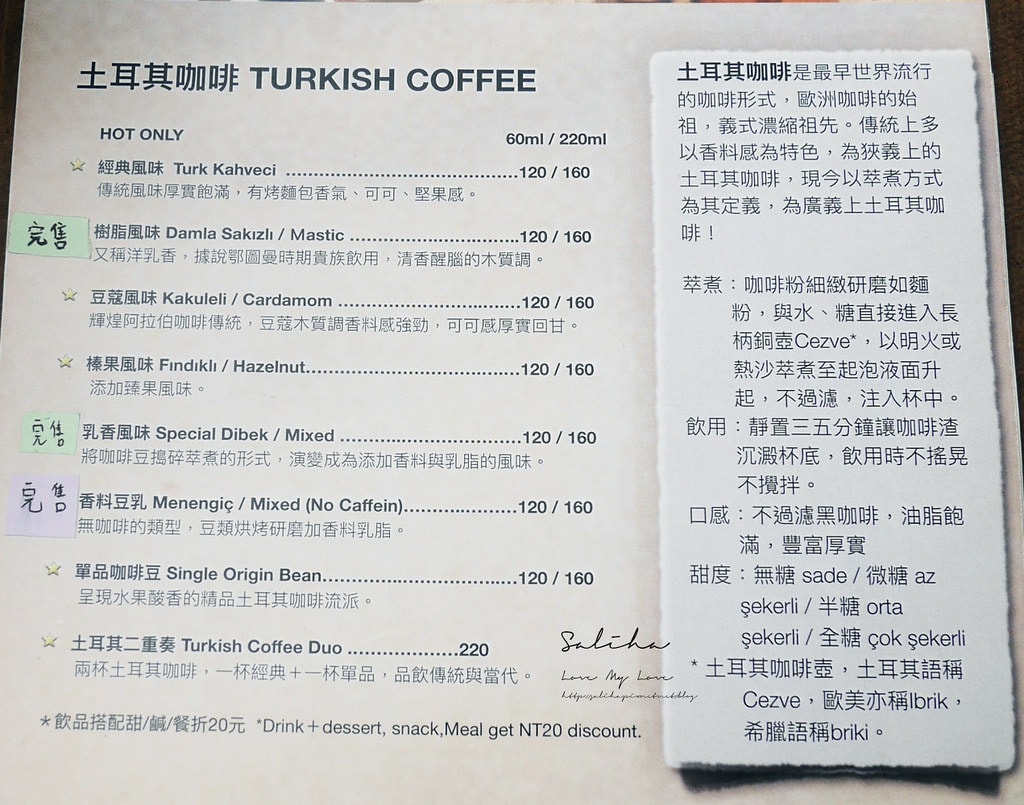 土耳其咖啡 TURKISH COFFEE
HOT ONLY 60ml / 220ml
經典風味 Turk Kahveci ..........120 / 160
傳統風味厚實飽滿，有烤麵包香氣、可可、堅果感。
完售
樹脂風味 Damla Sakızlı / Mastic ..........120 / 160
又稱洋乳香，據說鄂圖曼時期貴族飲用，清香醒腦的木質調。
豆蔻風味 Kakuleli / Cardamom ..........120 / 160
輝煌阿拉伯咖啡傳統，豆蔻木質調香料感強勁，可可感厚實回甘。
榛果風味 Fındıklı / Hazelnut..........120 / 160
添加臻果風味。
完售
乳香風味 Special Dibek / Mixed ..........120 / 160
將咖啡豆搗碎萃煮的形式，演變成為添加香料與乳脂的風味。
完售
香料豆乳 Menengiç / Mixed (No Caffein)..........120 / 160
無咖啡的類型，豆類烘烤研磨加香料乳脂。
單品咖啡豆 Single Origin Bean..........120 / 160
呈現水果酸香的精品土耳其咖啡流派。
土耳其二重奏 Turkish Coffee Duo ..........220
兩杯土耳其咖啡，一杯經典＋一杯單品，品飲傳統與當代。
＊飲品搭配甜/鹹/餐折20元 *Drink＋dessert, snack,Meal get NT20 discount.
土耳其咖啡是最早世界流行
的咖啡形式，歐洲咖啡的始
祖，義式濃縮祖先。傳統上多
以香料感為特色，為狹義上的
土耳其咖啡，現今以萃煮方式
為其定義，為廣義上土耳其咖
啡！
萃煮：咖啡粉細緻研磨如麵
粉，與水、糖直接進入長
柄銅壺Cezve*，以明火或
熱沙萃煮至起泡液面升
起，不過濾，注入杯中。
飲用：靜置三五分鐘讓咖啡渣
沉澱杯底，飲用時不搖晃
不攪拌。
口感：不過濾黑咖啡，油脂飽
滿，豐富厚實
甜度：無糖 sade / 微糖 az
şekerli / 半糖 orta
şekerli / 全糖 çok şekerli
* 土耳其咖啡壺，土耳其語稱
Cezve，歐美亦稱Ibrik，
希臘語稱briki。
Saliha
Love My Love
http://saliha.pixnet.net/blog